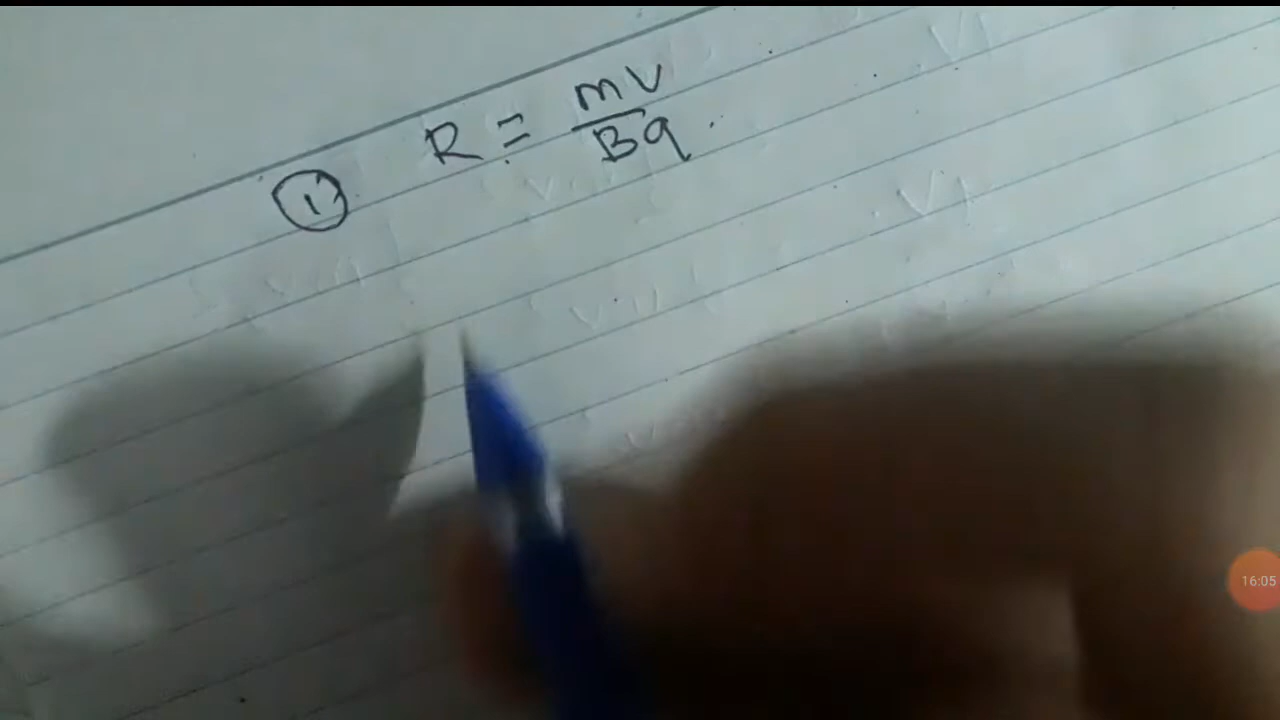 ① R = mv/Bq
16:05